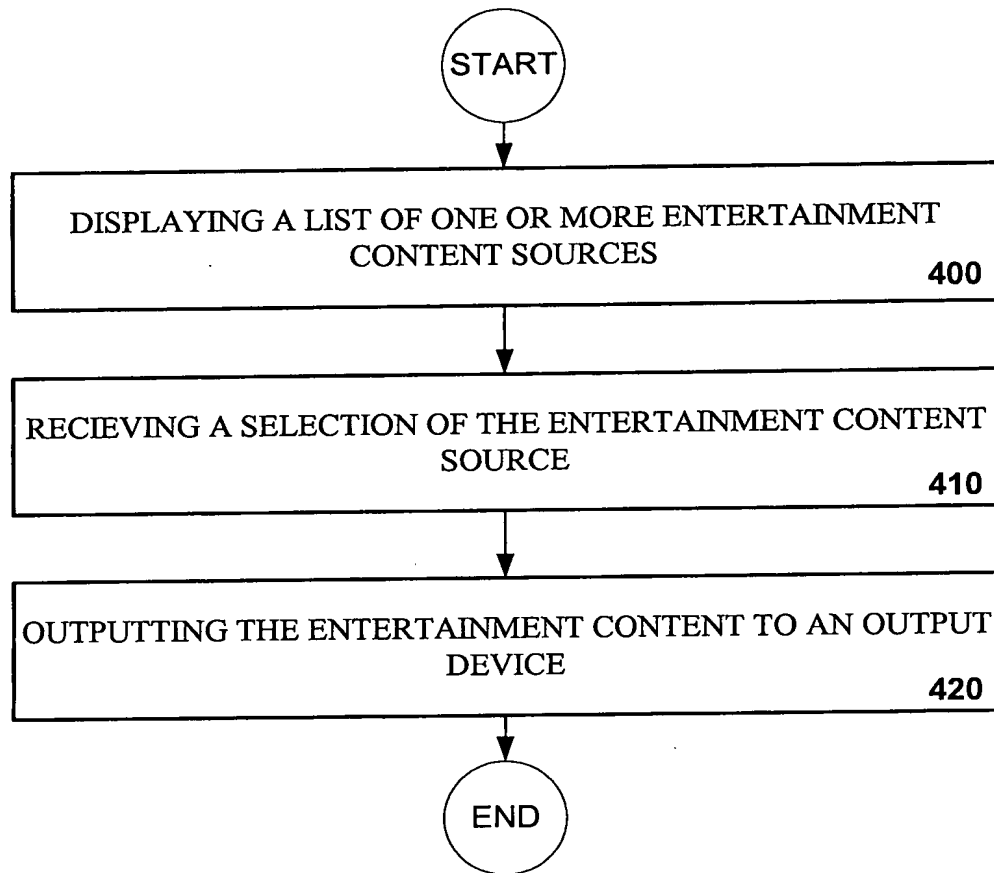 START
DISPLAYING A LIST OF ONE OR MORE ENTERTAINMENT
CONTENT SOURCES
400
RECIEVING A SELECTION OF THE ENTERTAINMENT CONTENT
SOURCE
410
OUTPUTTING THE ENTERTAINMENT CONTENT TO AN OUTPUT
DEVICE
420
END